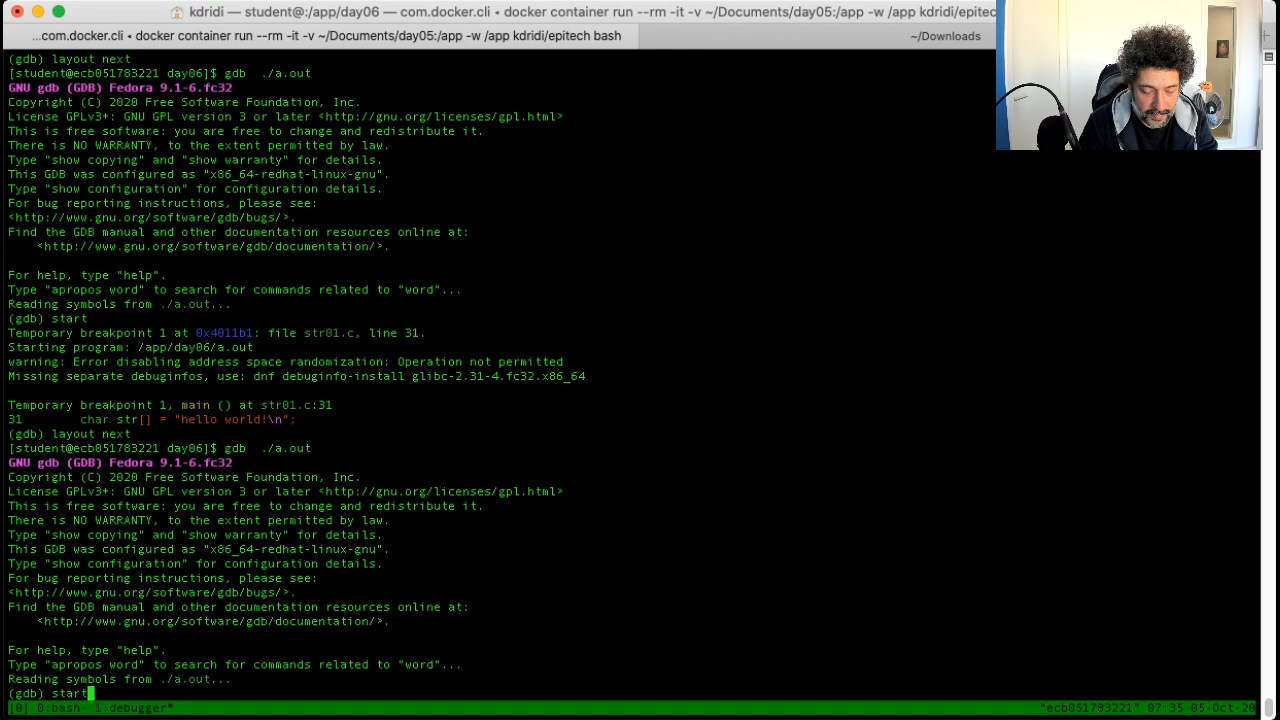 kdridi — student@:/app/day06 — com.docker.cli ◂ docker container run --rm -it -v ~/Documents/day05:/app -w /app kdridi/epitec
...com.docker.cli ◂ docker container run --rm -it -v ~/Documents/day05:/app -w /app kdridi/epitech bash
~/Downloads
(gdb) layout next
[student@ecb051783221 day06]$ gdb  ./a.out
GNU gdb (GDB) Fedora 9.1-6.fc32
Copyright (C) 2020 Free Software Foundation, Inc.
License GPLv3+: GNU GPL version 3 or later <http://gnu.org/licenses/gpl.html>
This is free software: you are free to change and redistribute it.
There is NO WARRANTY, to the extent permitted by law.
Type "show copying" and "show warranty" for details.
This GDB was configured as "x86_64-redhat-linux-gnu".
Type "show configuration" for configuration details.
For bug reporting instructions, please see:
<http://www.gnu.org/software/gdb/bugs/>.
Find the GDB manual and other documentation resources online at:
    <http://www.gnu.org/software/gdb/documentation/>.
For help, type "help".
Type "apropos word" to search for commands related to "word"...
Reading symbols from ./a.out...
(gdb) start
Temporary breakpoint 1 at 0x4011b1: file str01.c, line 31.
Starting program: /app/day06/a.out
warning: Error disabling address space randomization: Operation not permitted
Missing separate debuginfos, use: dnf debuginfo-install glibc-2.31-4.fc32.x86_64
Temporary breakpoint 1, main () at str01.c:31
31        char str[] = "hello world!\n";
(gdb) layout next
[student@ecb051783221 day06]$ gdb  ./a.out
GNU gdb (GDB) Fedora 9.1-6.fc32
Copyright (C) 2020 Free Software Foundation, Inc.
License GPLv3+: GNU GPL version 3 or later <http://gnu.org/licenses/gpl.html>
This is free software: you are free to change and redistribute it.
There is NO WARRANTY, to the extent permitted by law.
Type "show copying" and "show warranty" for details.
This GDB was configured as "x86_64-redhat-linux-gnu".
Type "show configuration" for configuration details.
For bug reporting instructions, please see:
<http://www.gnu.org/software/gdb/bugs/>.
Find the GDB manual and other documentation resources online at:
    <http://www.gnu.org/software/gdb/documentation/>.
For help, type "help".
Type "apropos word" to search for commands related to "word"...
Reading symbols from ./a.out...
(gdb) start
[0] 0:bash- 1:debugger*
"ecb051783221" 07:35 05-Oct-20